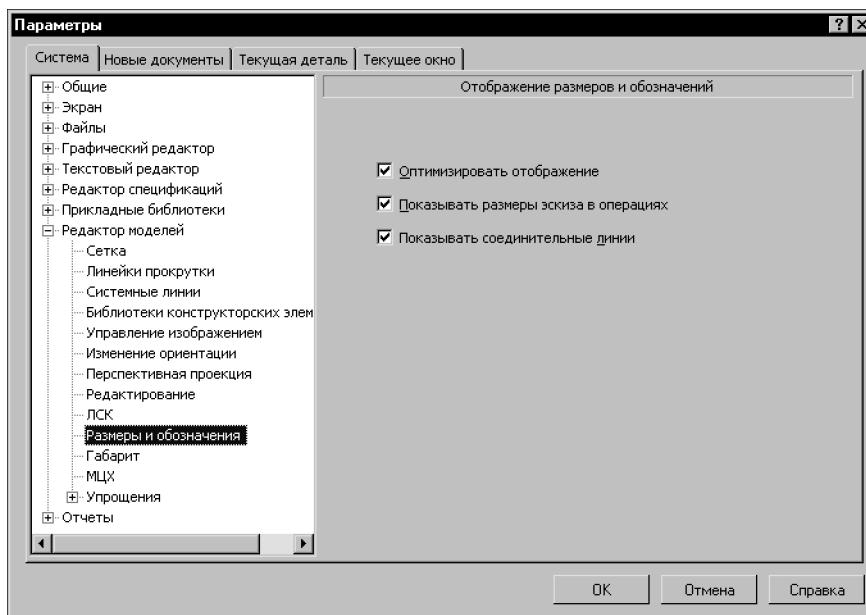 Параметры
Система Новые документы Текущая деталь Текущее окно
Общие
Экран
Файлы
Графический редактор
Текстовый редактор
Редактор спецификаций
Прикладные библиотеки
Редактор моделей
Сетка
Линейки прокрутки
Системные линии
Библиотеки конструкторских элем
Управление изображением
Изменение ориентации
Перспективная проекция
Редактирование
ЛСК
Размеры и обозначения
Габарит
МЦХ
Упрощения
Отчеты
Отображение размеров и обозначений
Оптимизировать отображение
Показывать размеры эскиза в операциях
Показывать соединительные линии
OK Отмена Справка